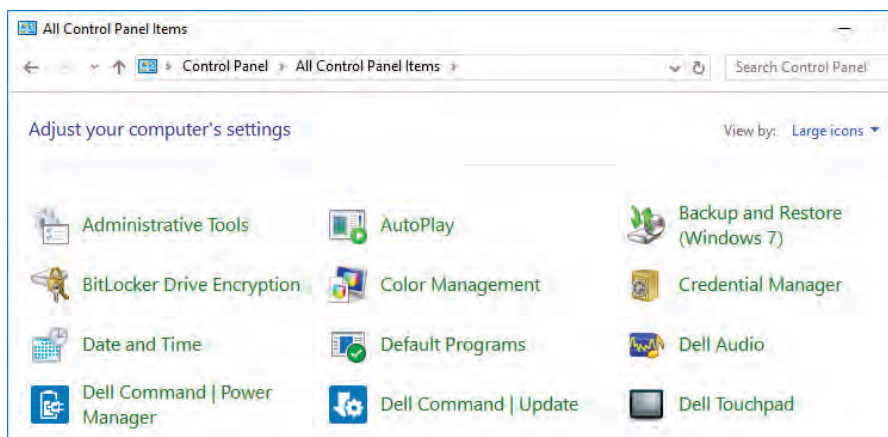 All Control Panel Items
Control Panel All Control Panel Items
Search Control Panel
Adjust your computer's settings
View by: Large icons
Administrative Tools
AutoPlay
Backup and Restore
(Windows 7)
BitLocker Drive Encryption
Color Management
Credential Manager
Date and Time
Default Programs
Dell Audio
Dell Command | Power
Manager
Dell Command | Update
Dell Touchpad